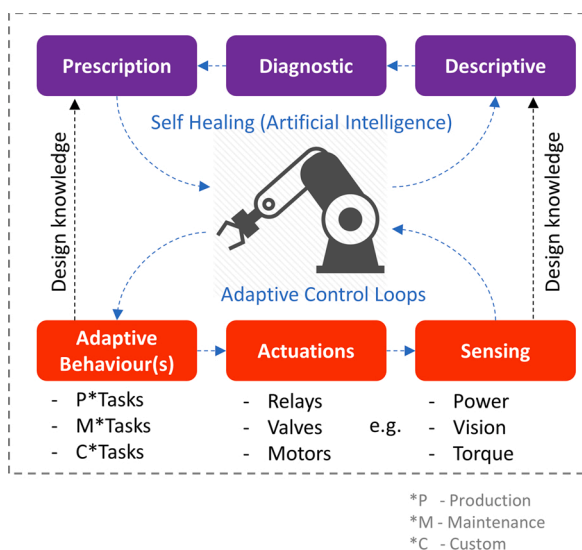 Prescription
Diagnostic
Descriptive
Self Healing (Artificial Intelligence)
Design knowledge
Design knowledge
Adaptive Control Loops
Adaptive
Behaviour(s)
Actuations
Sensing
- P*Tasks
- M*Tasks
- C*Tasks
- Relays
- Valves
- Motors
e.g.
- Power
- Vision
- Torque
*P - Production
*M - Maintenance
*C - Custom